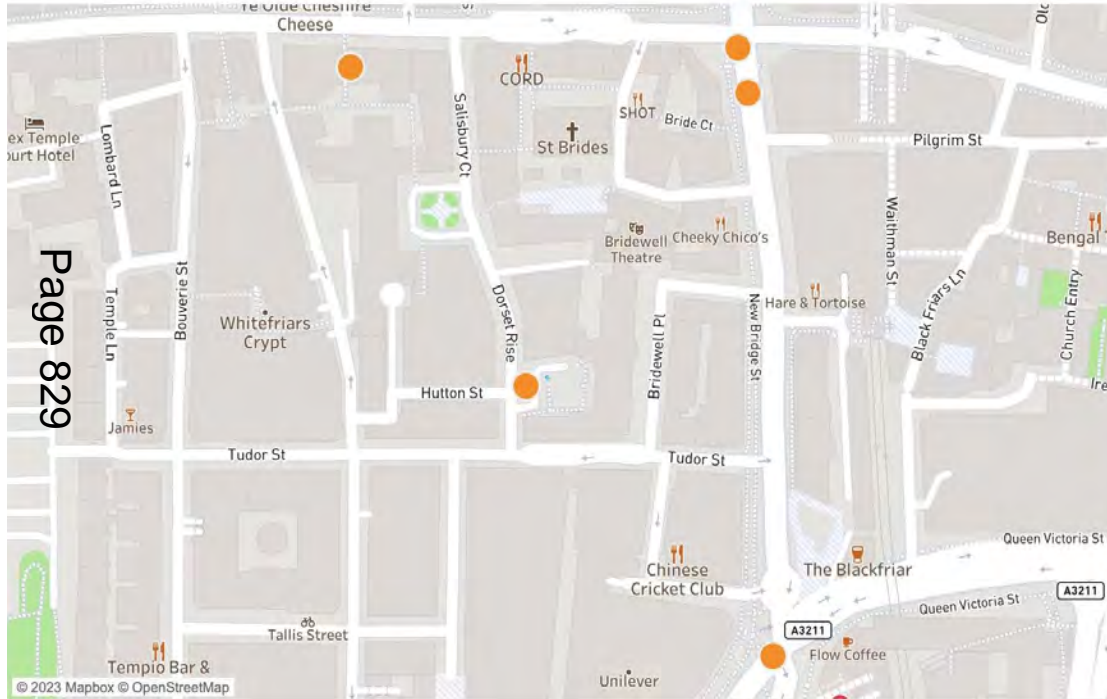 Ye Olde Cheshire
Cheese
CORD
SHOT
Bride Ct
St Brides
Salisbury Ct
Pilgrim St
ex Temple
ourt Hotel
Lombard Ln
Bouverie St
Waithman St
Bridewell
Theatre
Cheeky Chico's
Bengal
Black Friars Ln
Church Entry
Page 829
Temple Ln
Whitefriars
Crypt
Dorset Rise
Bridewell Pl
New Bridge St
Hare & Tortoise
Hutton St
Ire
Jamies
Tudor St
Tudor St
Queen Victoria St
Chinese
Cricket Club
The Blackfriar
Queen Victoria St
A3211
A3211
Tallis Street
Flow Coffee
Tempio Bar &
Unilever
© 2023 Mapbox © OpenStreetMap